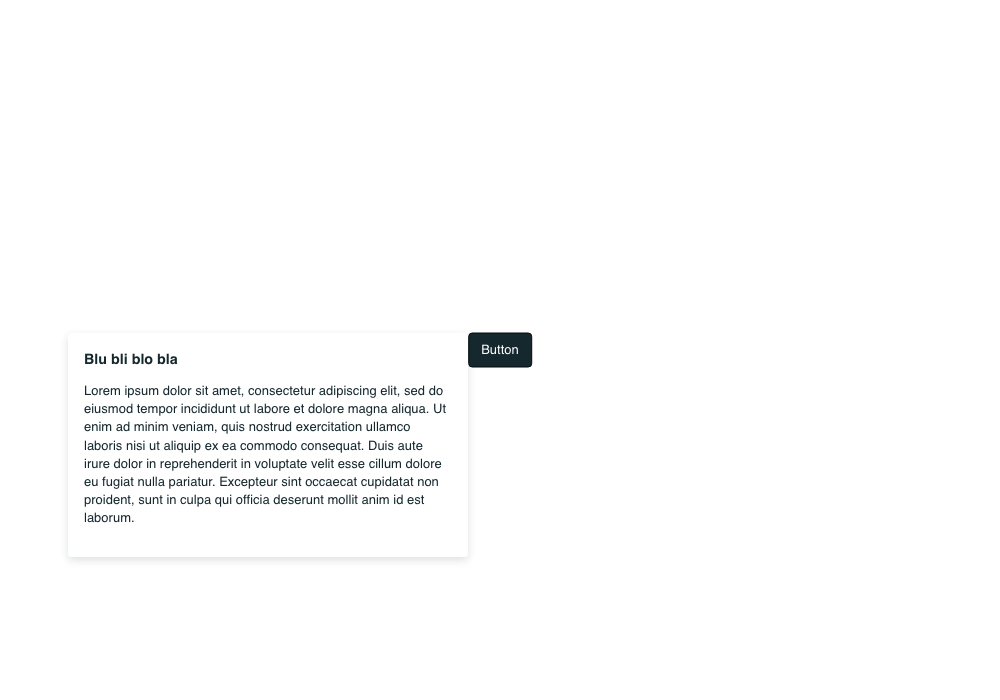 Blu bli blo bla
Button
Lorem ipsum dolor sit amet, consectetur adipiscing elit, sed do
eiusmod tempor incididunt ut labore et dolore magna aliqua. Ut
enim ad minim veniam, quis nostrud exercitation ullamco
laboris nisi ut aliquip ex ea commodo consequat. Duis aute
irure dolor in reprehenderit in voluptate velit esse cillum dolore
eu fugiat nulla pariatur. Excepteur sint occaecat cupidatat non
proident, sunt in culpa qui officia deserunt mollit anim id est
laborum.